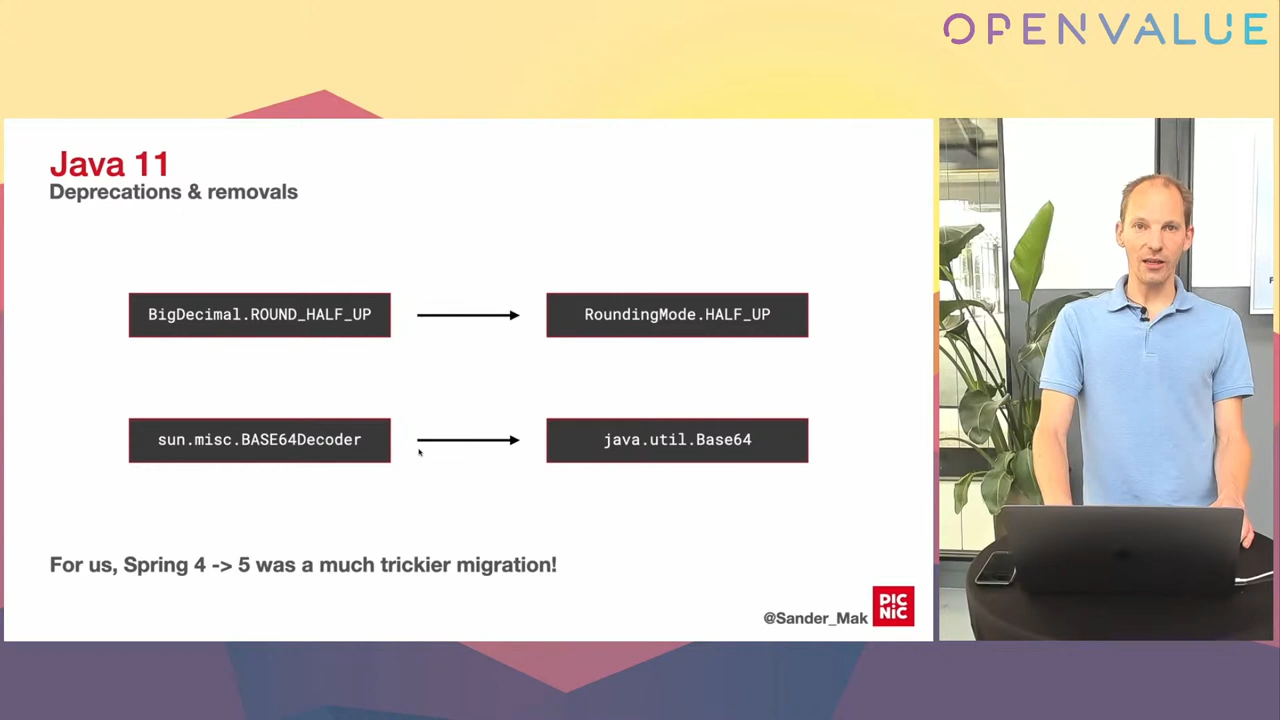 OPENVALUE
Java 11
Deprecations & removals
BigDecimal.ROUND_HALF_UP
RoundingMode.HALF_UP
sun.misc.BASE64Decoder
java.util.Base64
For us, Spring 4 -> 5 was a much trickier migration!
@Sander_Mak
PIC
NIC